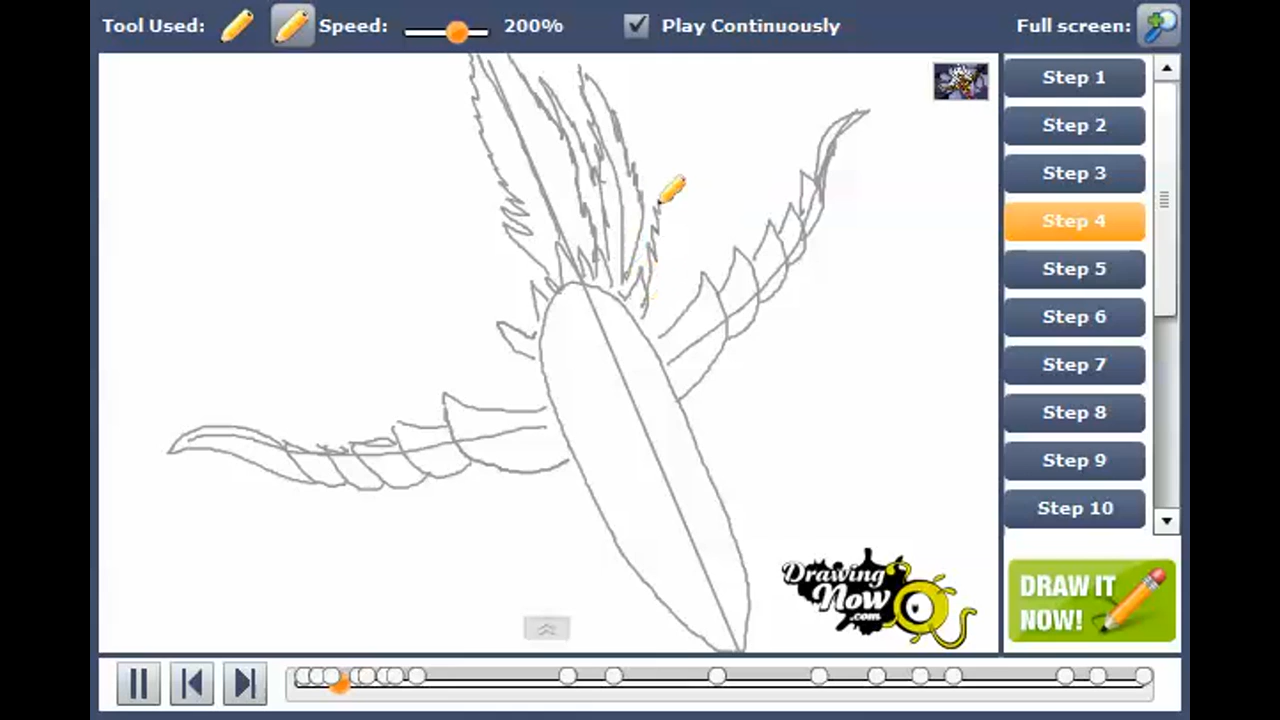 Tool Used: Speed: 200% Play Continuously Full screen:
Step 1
Step 2
Step 3
Step 4
Step 5
Step 6
Step 7
Step 8
Step 9
Step 10
Drawing
Now
.com
DRAW IT
NOW!